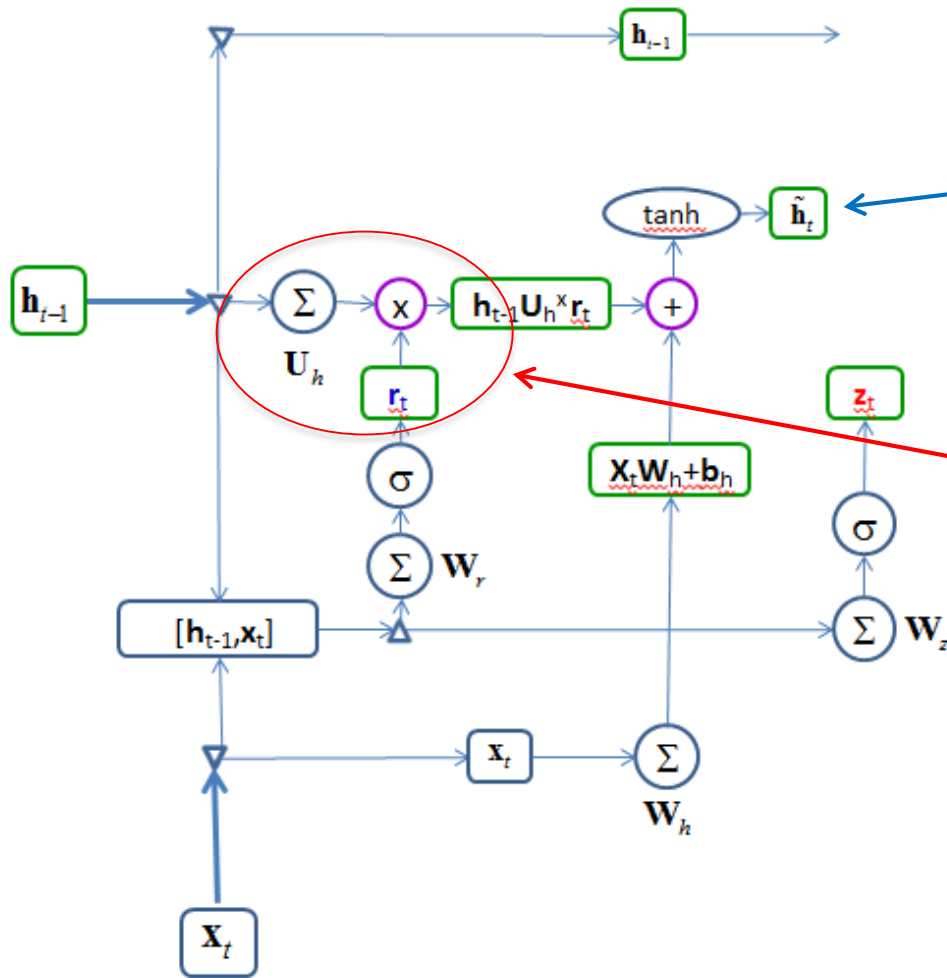 h_{t-1}
tanh
h̃_t
h_{t-1}
Σ
x
h_{t-1}U_h^x r_t
+
U_h
r_t
z_t
σ
X_tW_h+b_h
σ
Σ
W_r
[h_{t-1},x_t]
Σ
W_z
x_t
Σ
W_h
X_t